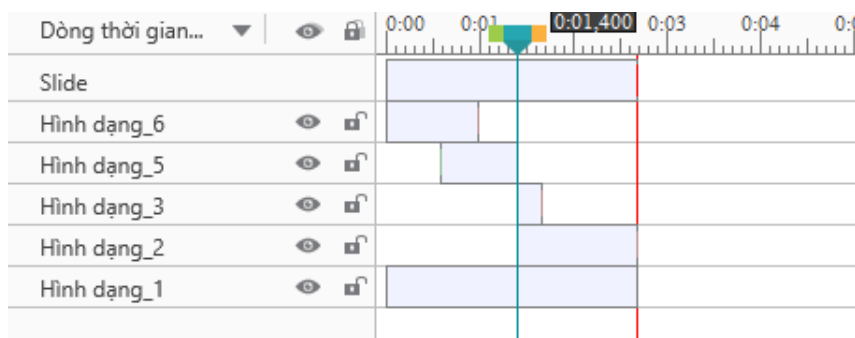 Dòng thời gian... 0:00 0:01 0:01,400 0:03 0:04
Slide
Hình dạng_6
Hình dạng_5
Hình dạng_3
Hình dạng_2
Hình dạng_1